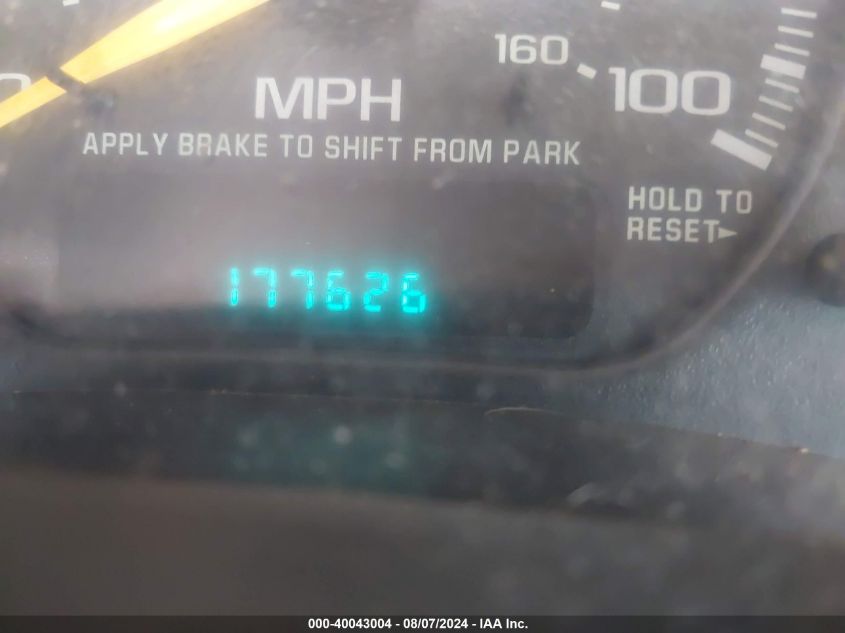 160
100
MPH
APPLY BRAKE TO SHIFT FROM PARK
HOLD TO
RESET►
177626
000-40043004 - 08/07/2024 - IAA Inc.